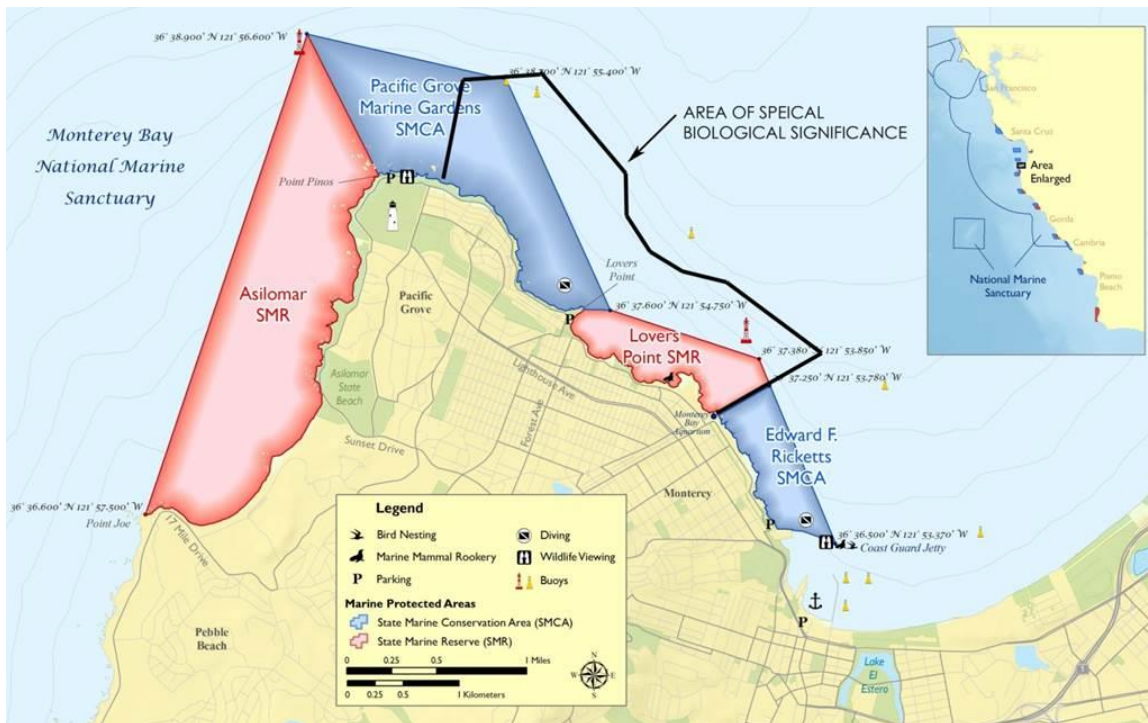 36° 38.900' N 121° 56.600' W
Pacific Grove
Marine Gardens
SMCA
121° 55.400' W
AREA OF SPEICAL
BIOLOGICAL SIGNIFICANCE
Monterey Bay
National Marine
Sanctuary
Point Pinos
P
Asilomar
SMR
Pacific
Grove
Lovers
Point
P
36° 37.600' N 121° 54.750' W
Lovers
Point SMR
36° 37.380' 121° 53.850' W
37.250' N 121° 53.780' W
Asilomar
State
Beach
Lighthouse Ave
Forest Ave
Sunset Drive
Monterey
Bay
Aquarium
Edward F.
Ricketts
SMCA
Monterey
P
36° 36.600' N 121° 57.500' W
Point Joe
17 Mile Drive
36° 36.500' N 121° 53.370' W
Coast Guard Jetty
P
Pebble
Beach
Lake
El
Estero
1
Legend
Bird Nesting
Diving
Marine Mammal Rookery
Wildlife Viewing
P Parking
Buoys
Marine Protected Areas
State Marine Conservation Area (SMCA)
State Marine Reserve (SMR)
0 0.25 0.5 1 Miles
0 0.25 0.5 1 Kilometers
N
W E
S
San Francisco
Santa Cruz
Area
Enlarged
Gorda
Cambria
National Marine
Sanctuary
Pismo
Beach